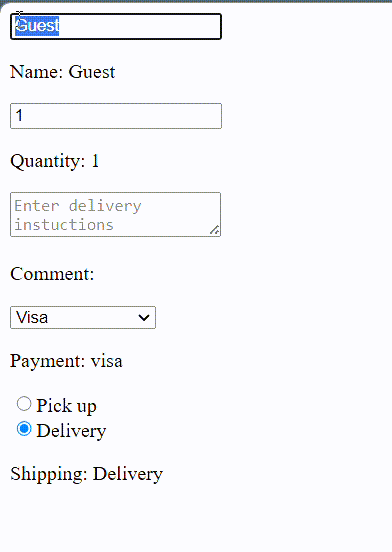 Guest
Name: Guest
1
Quantity: 1
Enter delivery
instuctions
Comment:
Visa
Payment: visa
Pick up
Delivery
Shipping: Delivery